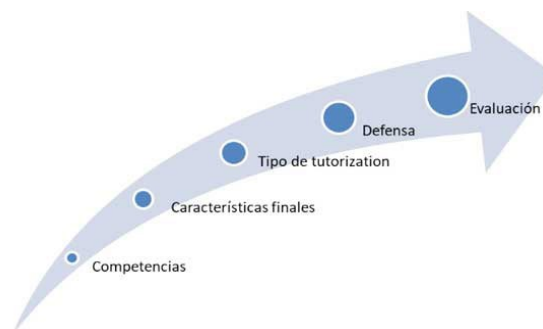 Evaluación
Defensa
Tipo de tutorization
Características finales
Competencias